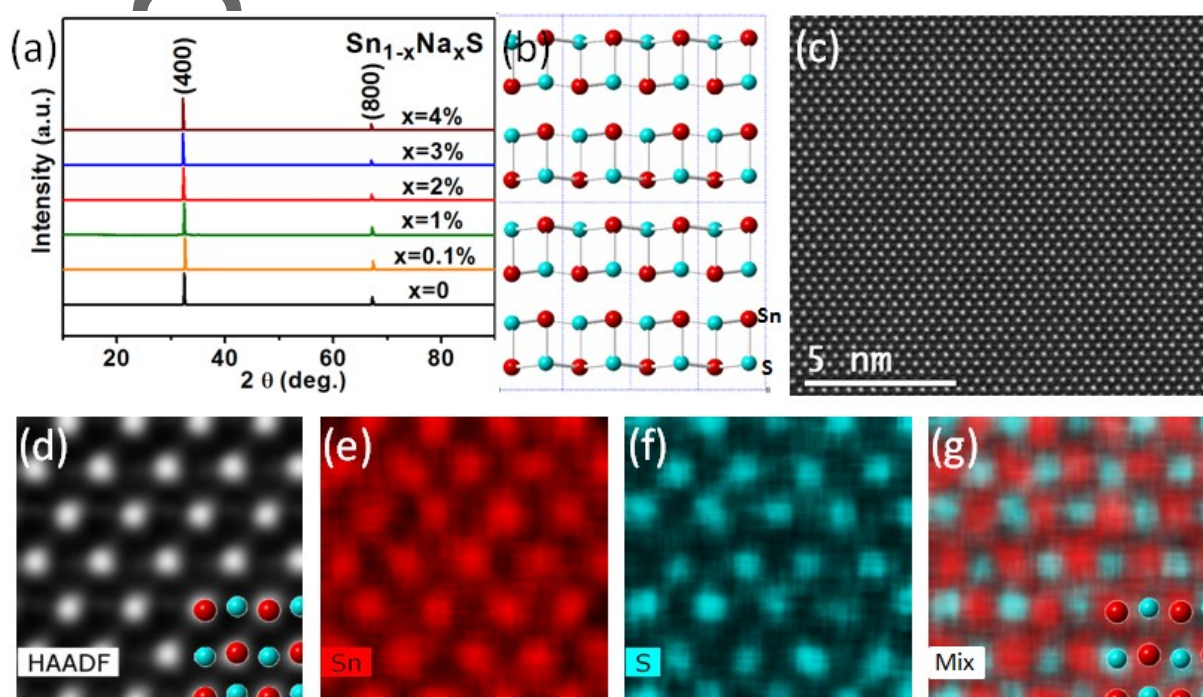 (a)
(400)
(800)
Sn₁₋ₓNaₓS
x=4%
x=3%
x=2%
x=1%
x=0.1%
x=0
Intensity (a.u.)
20 40 60 80
2 θ (deg.)
(b)
Sn
S
(c)
5 nm
(d)
HAADF
(e)
Sn
(f)
S
(g)
Mix